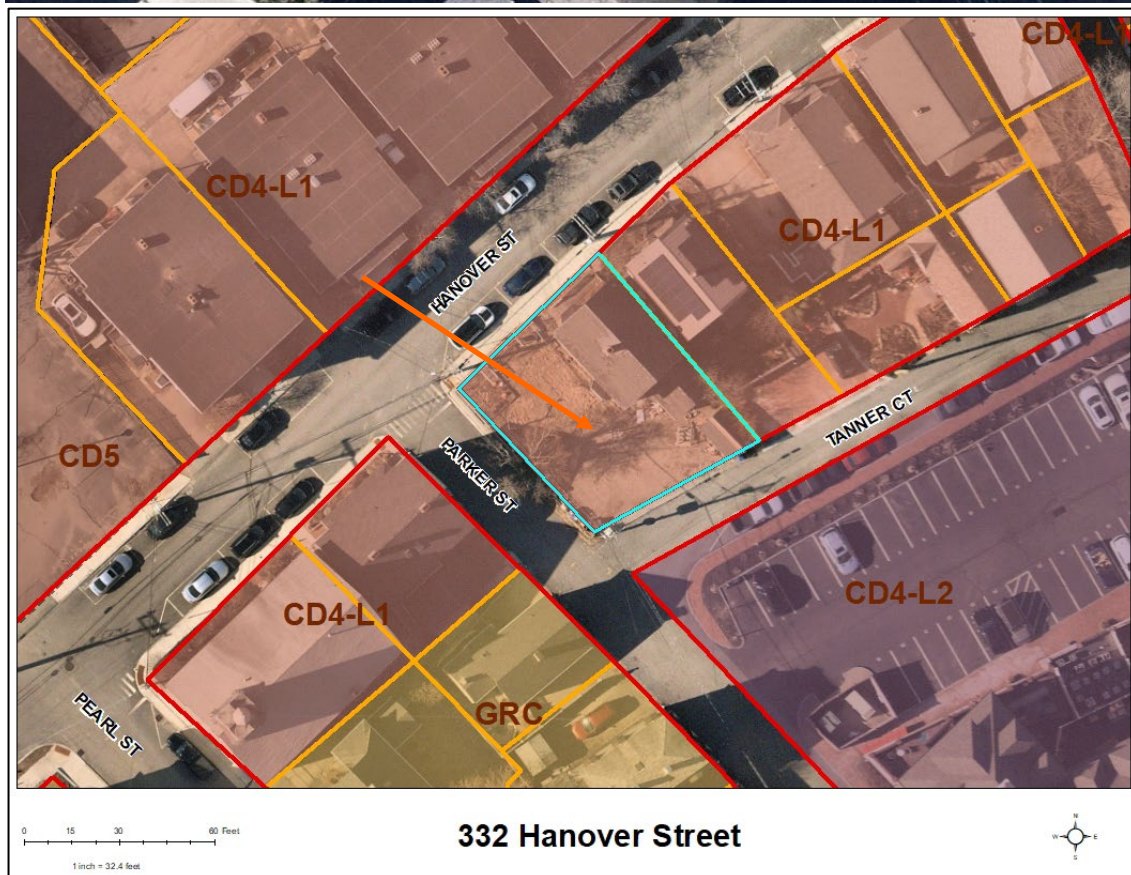 CD4-L1
CD4-L1
HANOVER ST
CD4-L1
CD5
PARKER ST
TANNER CT
CD4-L1
CD4-L2
PEARL ST
GRC
0 15 30 60 Feet
1 inch = 32.4 feet
332 Hanover Street
N
W E
S